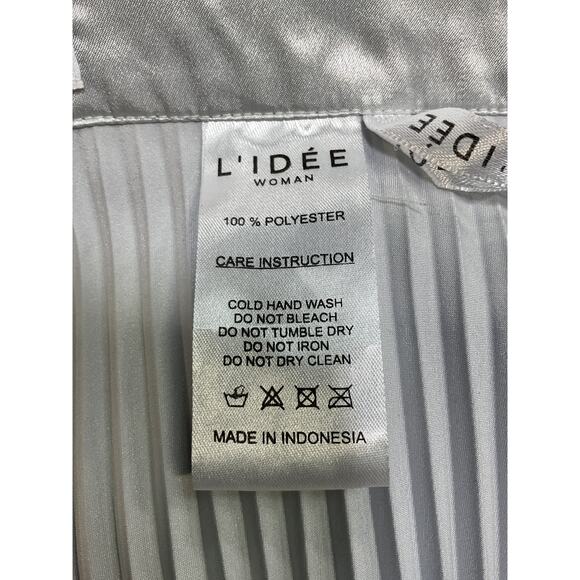 L'IDÉE
WOMAN
100 % POLYESTER
CARE INSTRUCTION
COLD HAND WASH
DO NOT BLEACH
DO NOT TUMBLE DRY
DO NOT IRON
DO NOT DRY CLEAN
MADE IN INDONESIA
L'IDÉE